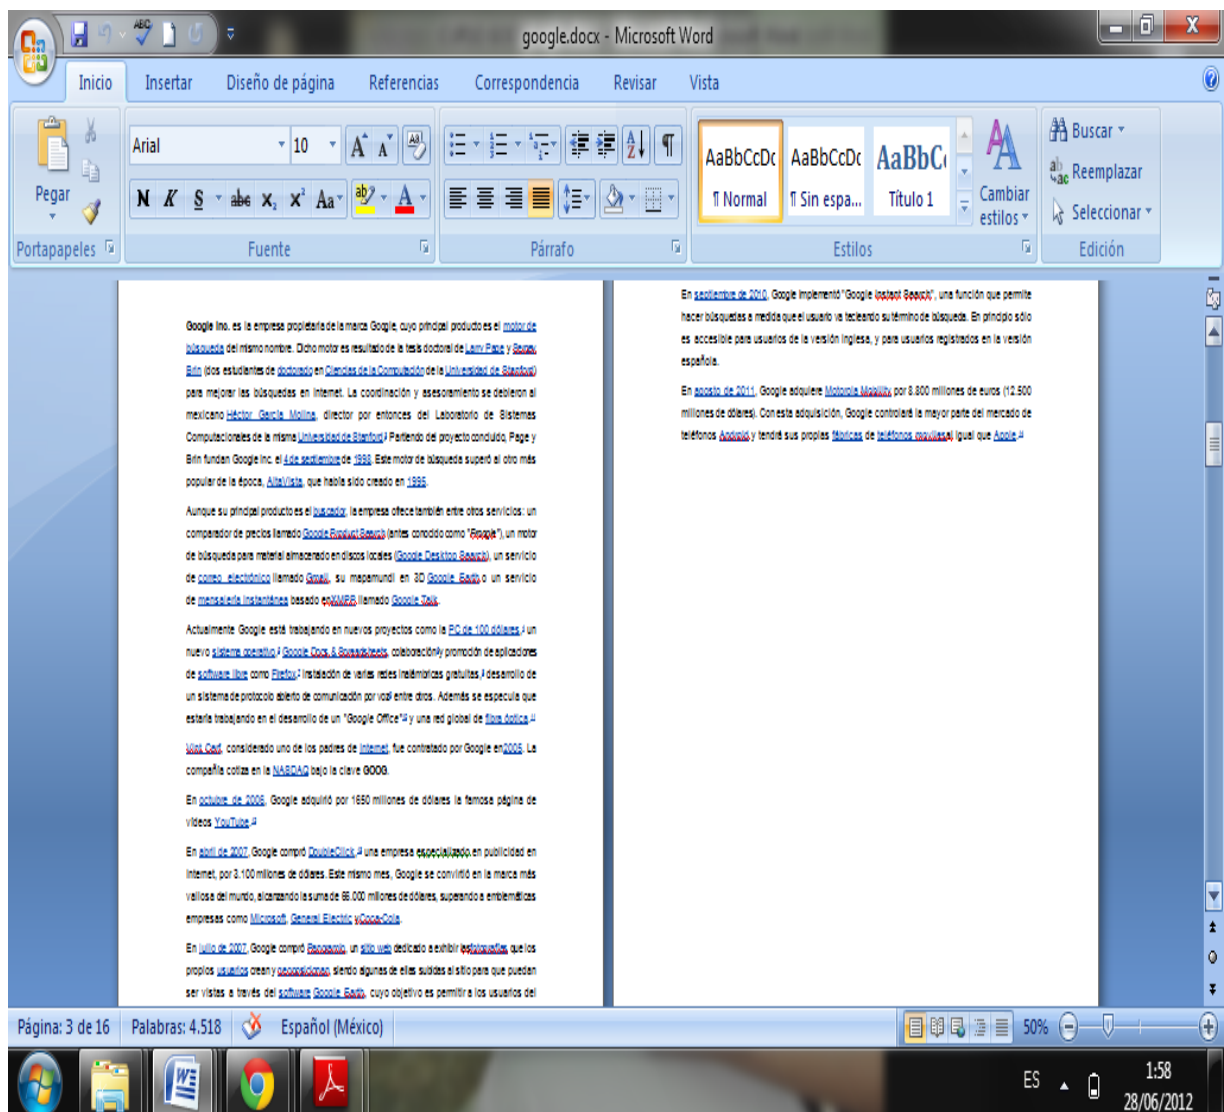 google.docx - Microsoft Word
Inicio Insertar Diseño de página Referencias Correspondencia Revisar Vista
Pegar
Portapapeles
Arial 10
N K S abc X₂ X² Aa ab A
Fuente
Párrafo
AaBbCcDc AaBbCcDc AaBbC
¶ Normal ¶ Sin espa... Título 1
Cambiar estilos
Estilos
Buscar
Reemplazar
Seleccionar
Edición
Google Inc. es la empresa propietaria de la marca Google, cuyo principal producto es el motor de
búsqueda del mismo nombre. Dicho motor es resultado de la tesis doctoral de Larry Page y Sergey
Brin (dos estudiantes de doctorado en Ciencias de la Computación de la Universidad de Stanford)
para mejorar las búsquedas en Internet. La coordinación y asesoramiento se debieron al
mexicano Héctor García Molina, director por entonces del Laboratorio de Sistemas
Computacionales de la misma Universidad de Stanford. Partiendo del proyecto concluido, Page y
Brin fundan Google Inc. el 4 de septiembre de 1998. Este motor de búsqueda superó al otro más
popular de la época, AltaVista, que había sido creado en 1995.
Aunque su principal producto es el buscador, la empresa ofrece también entre otros servicios: un
comparador de precios llamado Google Product Search (antes conocido como "Froogle"), un motor
de búsqueda para material almacenado en discos locales (Google Desktop Search), un servicio
de correo electrónico llamado Gmail, su mapamundi en 3D Google Earth o un servicio
de mensajería instantánea basado enXMPP llamado Google Talk.
Actualmente Google está trabajando en nuevos proyectos como la PC de 100 dólares, un
nuevo sistema operativo, Google Docs & Spreadsheets, colaboración y promoción de aplicaciones
de software libre como Firefox, instalación de varias redes inalámbricas gratuitas, desarrollo de
un sistema de protocolo abierto de comunicación por voz entre otros. Además se especula que
estaría trabajando en el desarrollo de un "Google Office" y una red global de fibra óptica.
Vint Cerf, considerado uno de los padres de Internet, fue contratado por Google en2005. La
compañía cotiza en la NASDAQ bajo la clave GOOG.
En octubre de 2006, Google adquirió por 1650 millones de dólares la famosa página de
vídeos YouTube.
En abril de 2007, Google compró DoubleClick, una empresa especializado en publicidad en
Internet, por 3.100 millones de dólares. Este mismo mes, Google se convirtió en la marca más
valiosa del mundo, alcanzando la suma de 66.000 millones de dólares, superando a emblemáticas
empresas como Microsoft, General Electric yCoca-Cola.
En julio de 2007, Google compró Panoramio, un sitio web dedicado a exhibir lasfotografías que los
propios usuarios crean y geoposicionan, siendo algunas de ellas subidas al sitio para que puedan
ser vistas a través del software Google Earth, cuyo objetivo es permitir a los usuarios del
En septiembre de 2010, Google implementó "Google Instant Search", una función que permite
hacer búsquedas a medida que el usuario va tecleando su término de búsqueda. En principio sólo
es accesible para usuarios de la versión inglesa, y para usuarios registrados en la versión
española.
En agosto de 2011, Google adquiere Motorola Mobility por 8.800 millones de euros (12.500
millones de dólares). Con esta adquisición, Google controlará la mayor parte del mercado de
teléfonos Android y tendrá sus propias fábricas de teléfonos movilesal igual que Apple.
Página: 3 de 16 Palabras: 4.518 Español (México) 50%
ES 1:58
28/06/2012